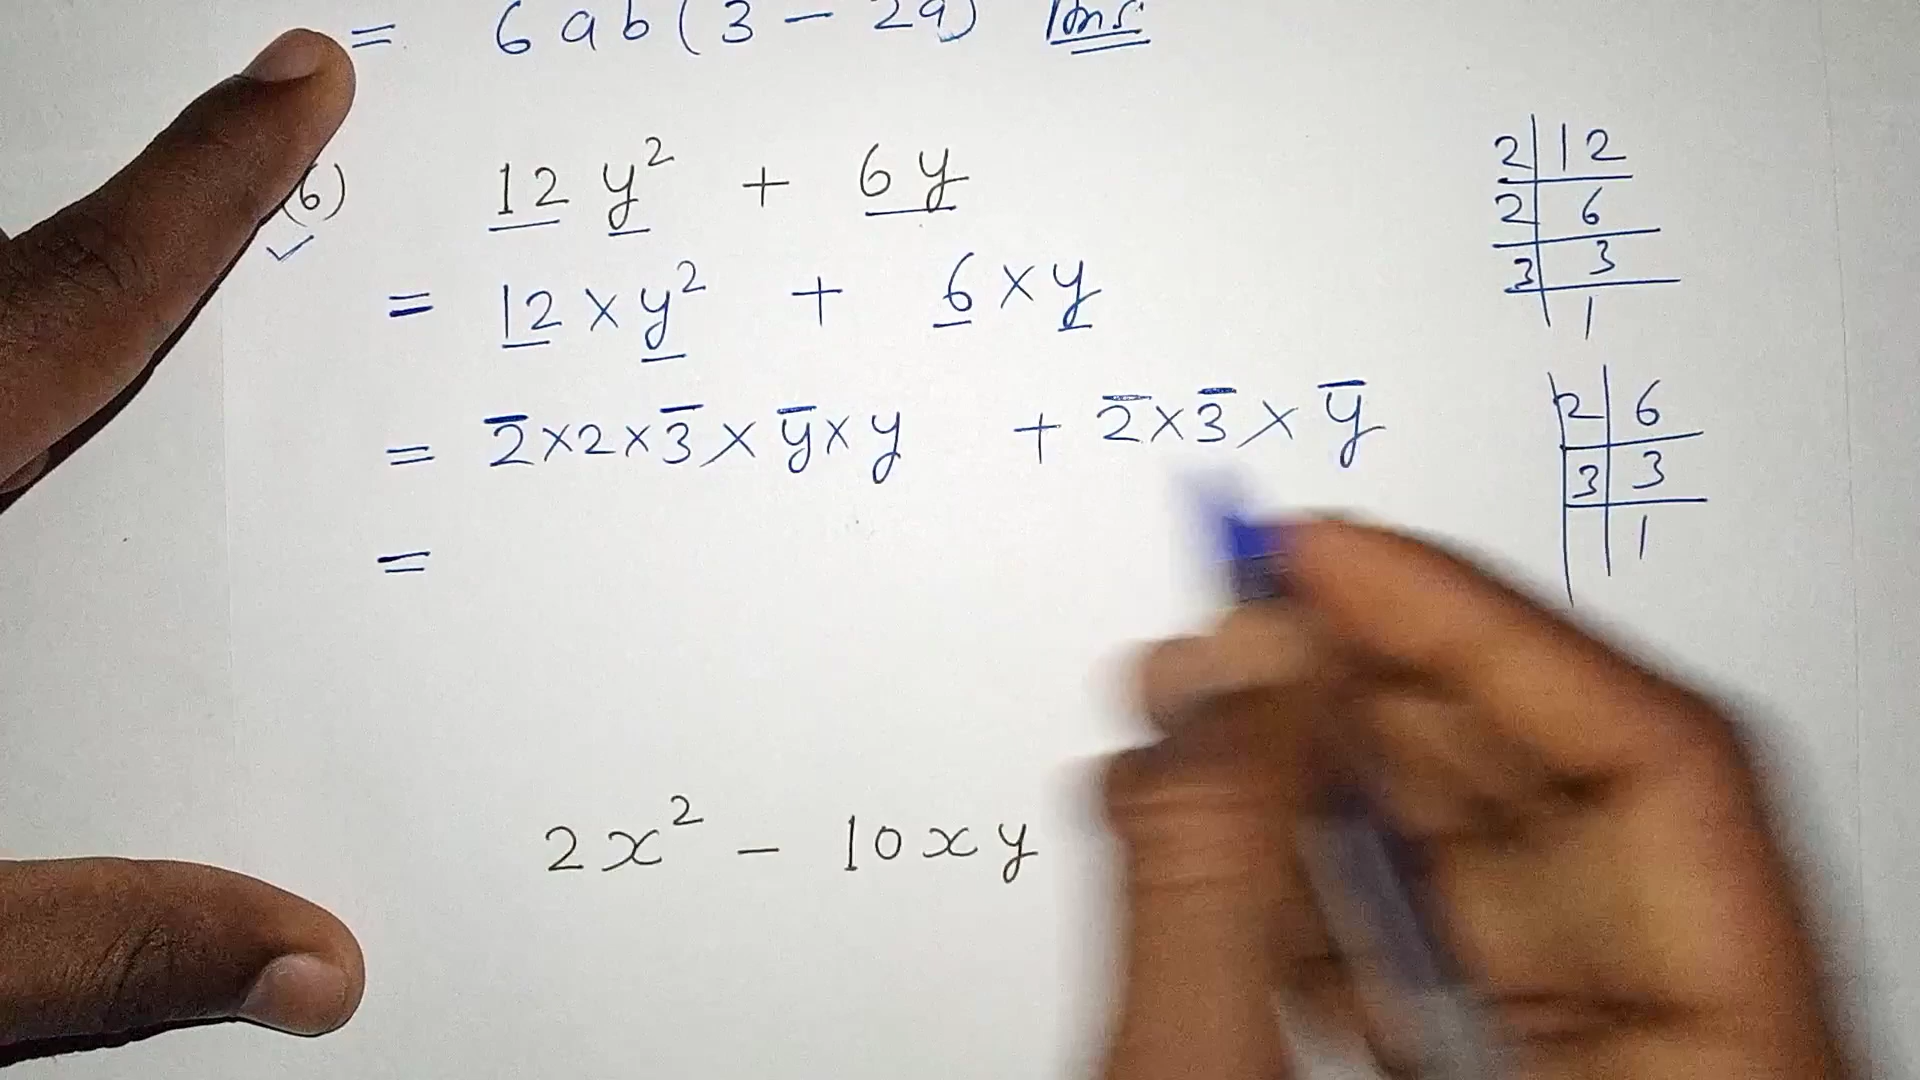 = 6ab(3 - 2a) Ans.
(6) 12y² + 6y
= 12 × y² + 6 × y
= 2̅ × 2 × 3̅ × y̅ × y + 2̅ × 3̅ × y̅
=
2x² - 10xy
2 | 12
2 | 6
3 | 3
1
2 | 6
3 | 3
1